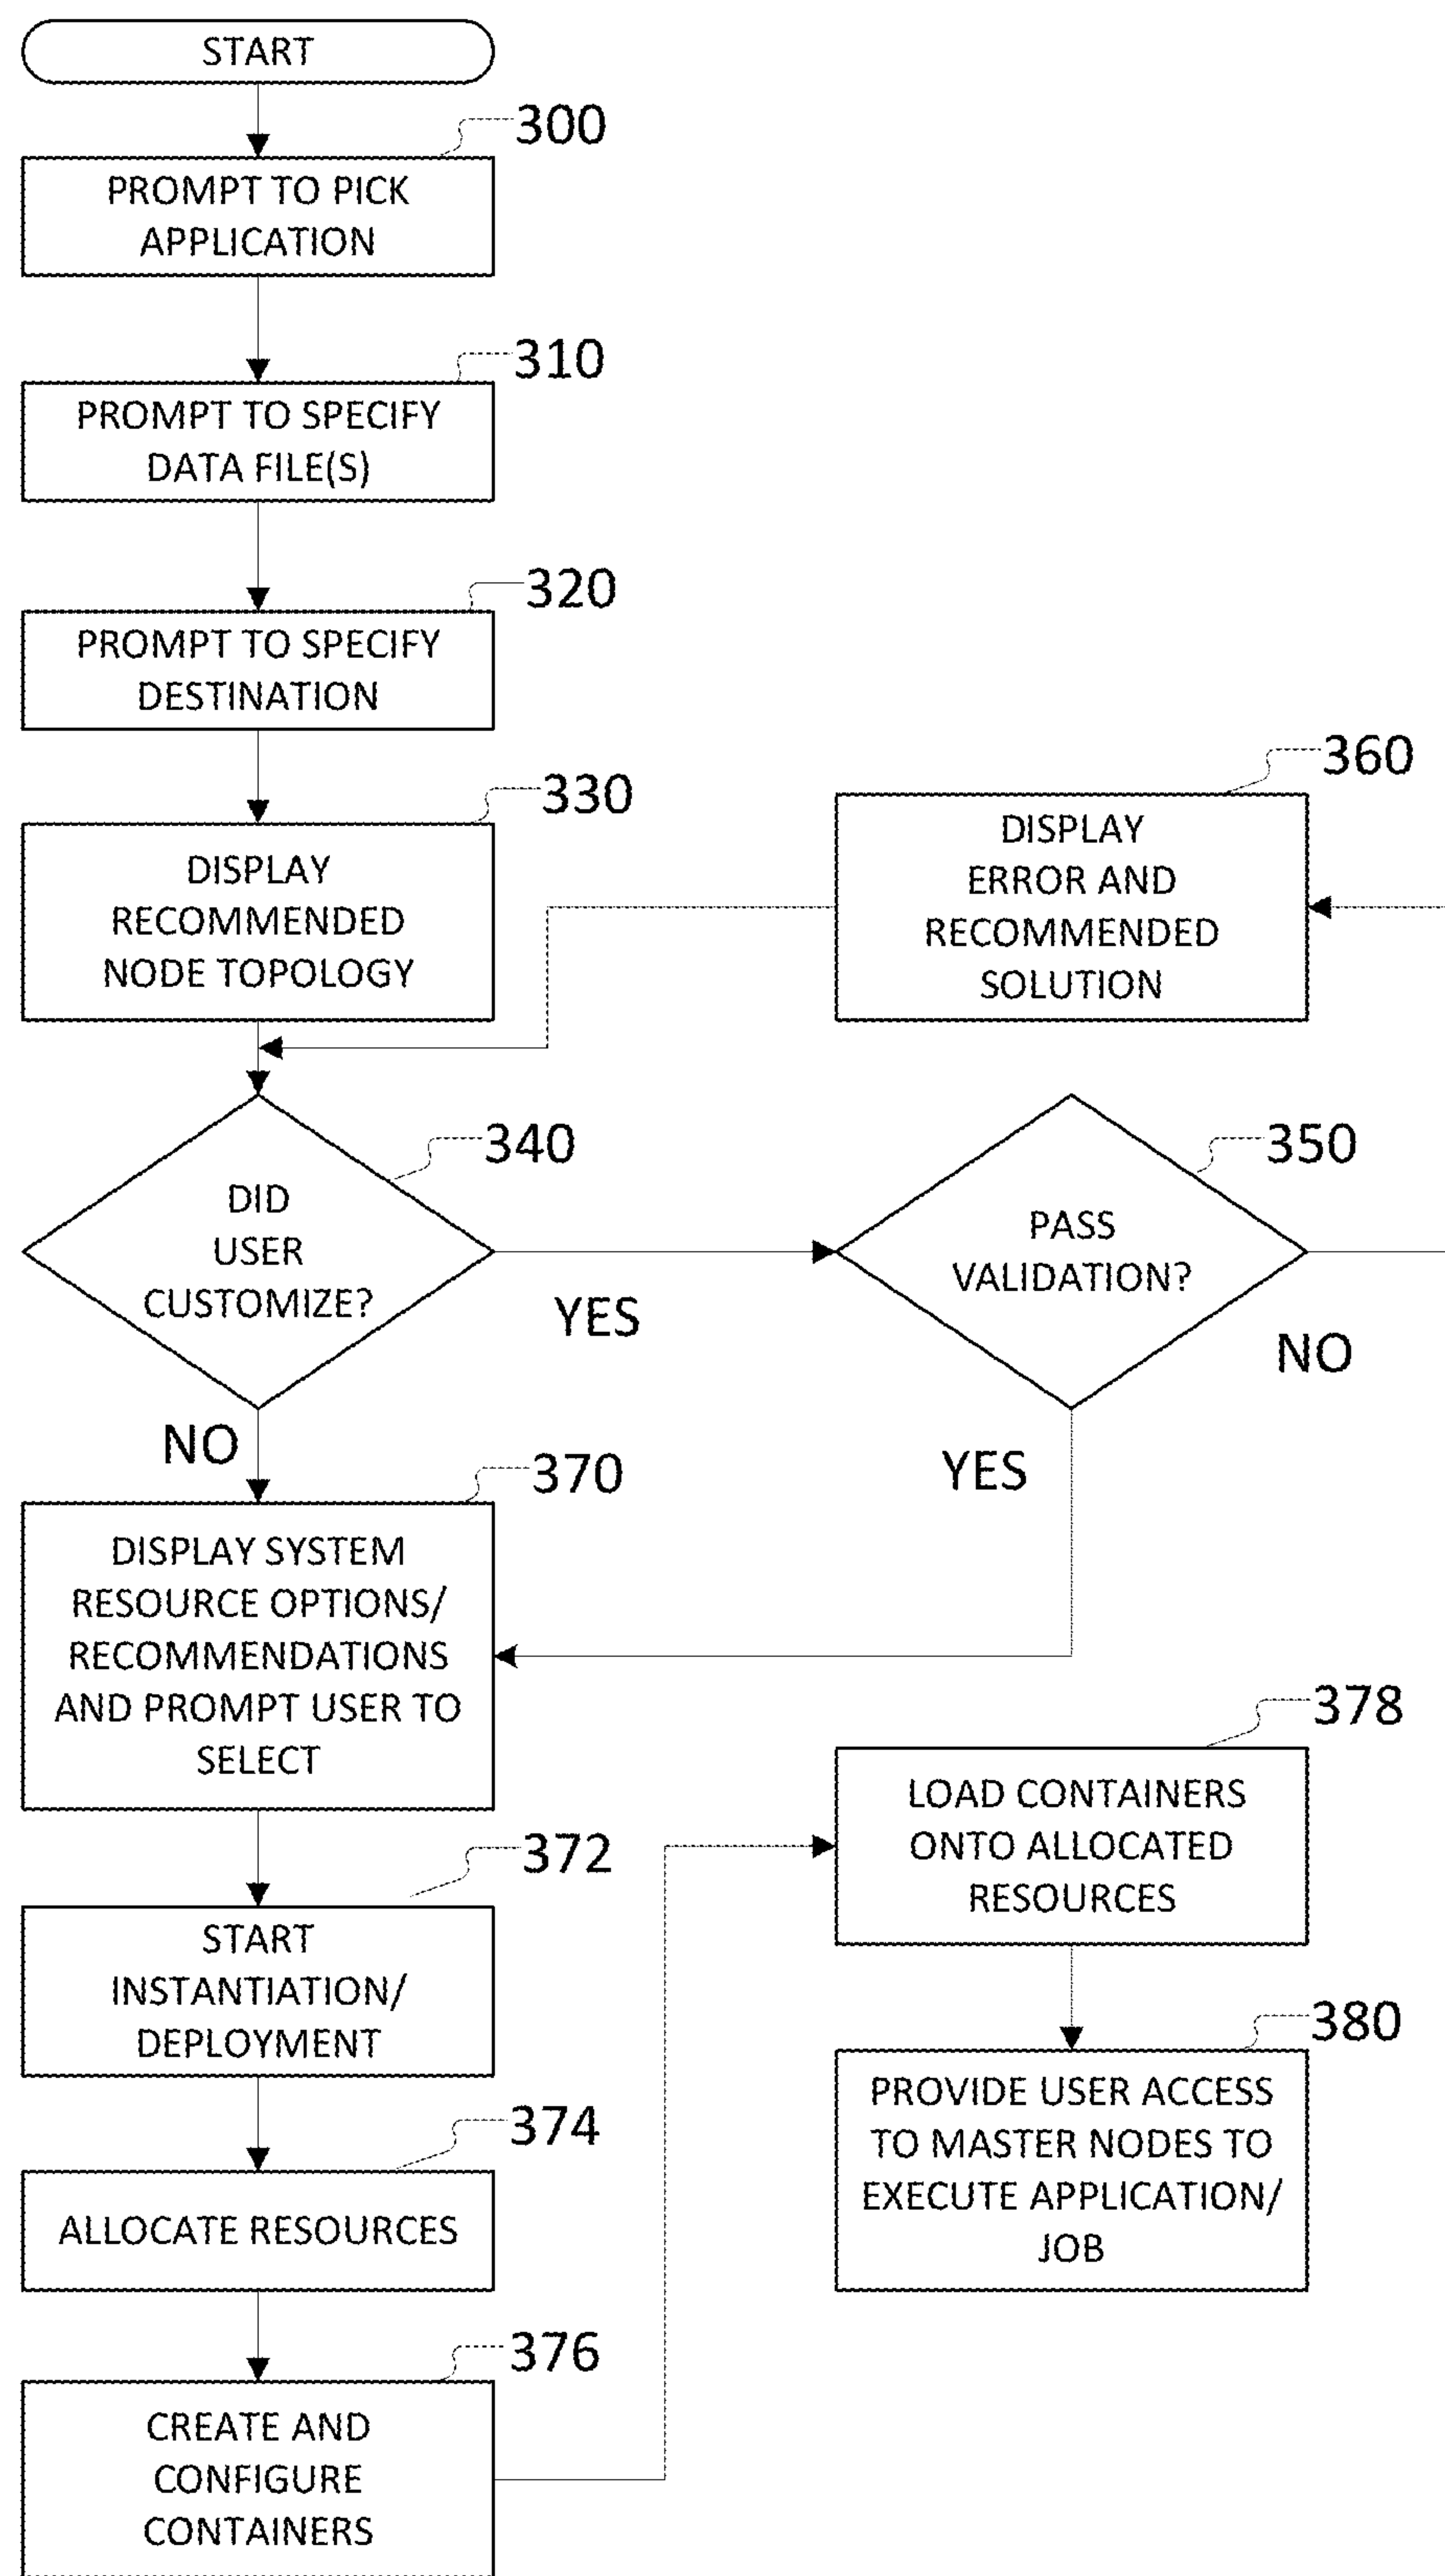 START
300
PROMPT TO PICK
APPLICATION
310
PROMPT TO SPECIFY
DATA FILE(S)
320
PROMPT TO SPECIFY
DESTINATION
330
DISPLAY
RECOMMENDED
NODE TOPOLOGY
360
DISPLAY
ERROR AND
RECOMMENDED
SOLUTION
340
DID
USER
CUSTOMIZE?
YES
NO
350
PASS
VALIDATION?
NO
YES
370
DISPLAY SYSTEM
RESOURCE OPTIONS/
RECOMMENDATIONS
AND PROMPT USER TO
SELECT
372
START
INSTANTIATION/
DEPLOYMENT
374
ALLOCATE RESOURCES
376
CREATE AND
CONFIGURE
CONTAINERS
378
LOAD CONTAINERS
ONTO ALLOCATED
RESOURCES
380
PROVIDE USER ACCESS
TO MASTER NODES TO
EXECUTE APPLICATION/
JOB